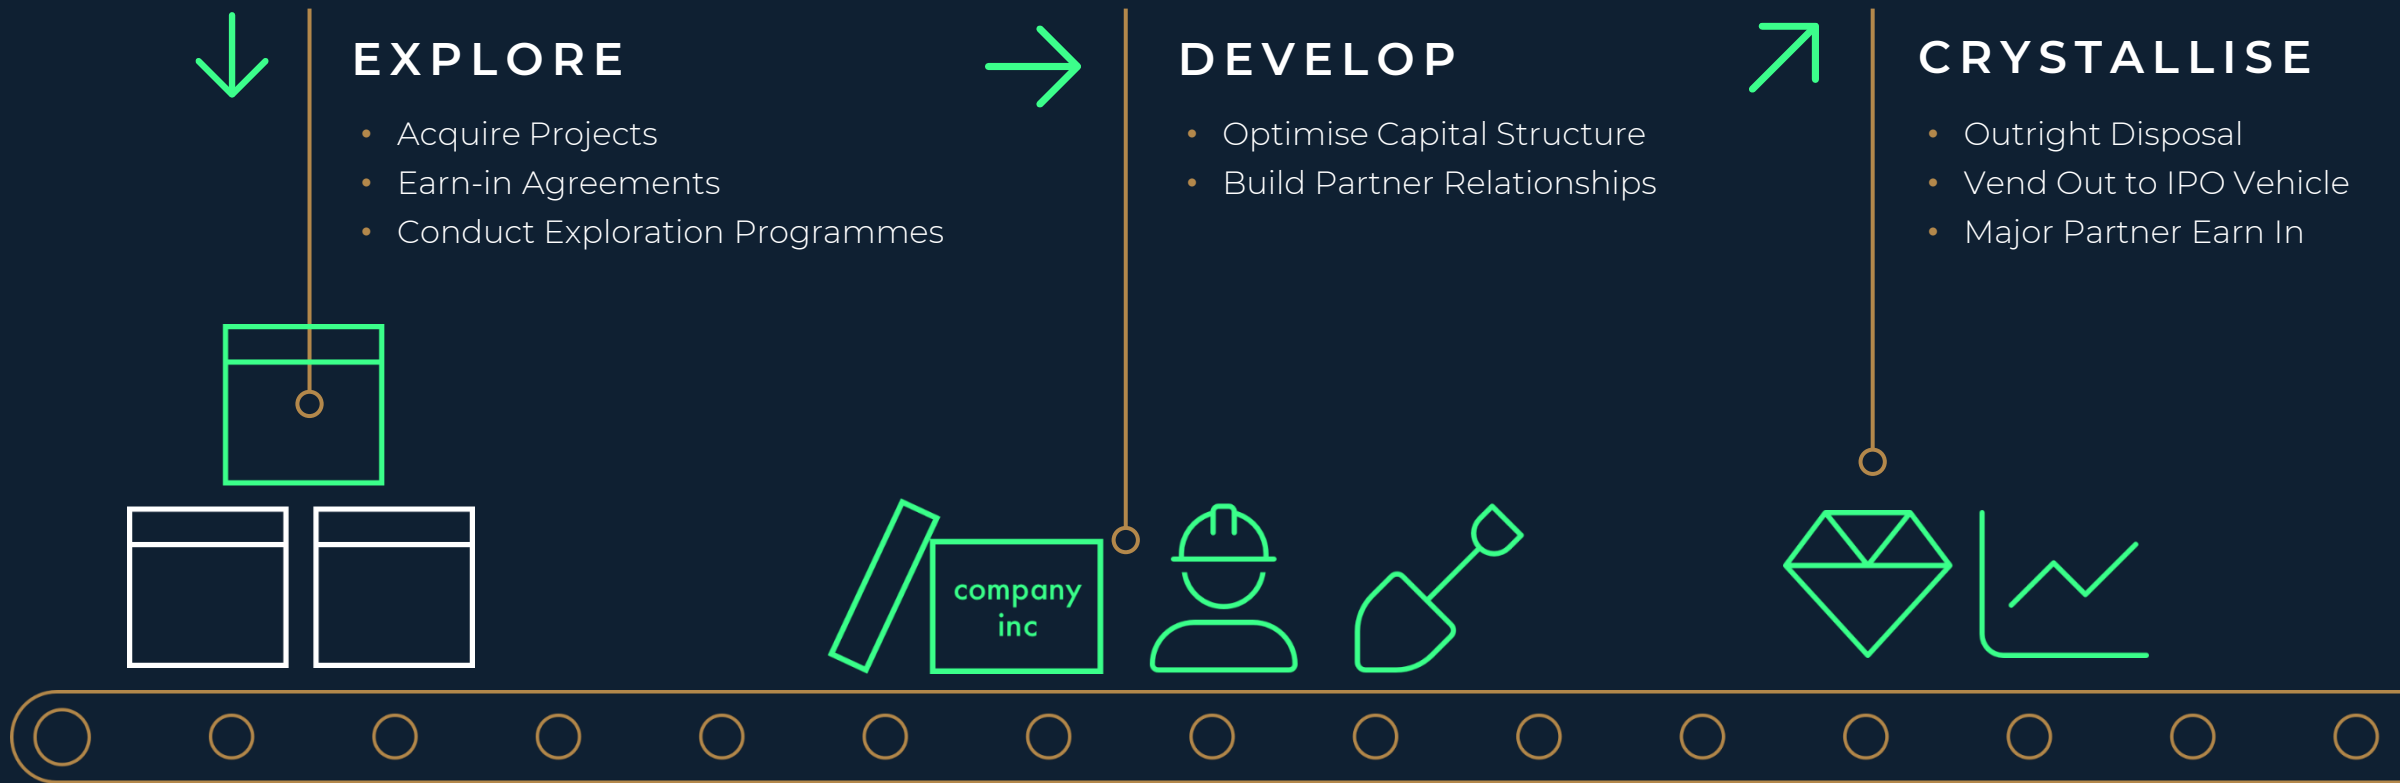 EXPLORE
• Acquire Projects
• Earn-in Agreements
• Conduct Exploration Programmes
DEVELOP
• Optimise Capital Structure
• Build Partner Relationships
CRYSTALLISE
• Outright Disposal
• Vend Out to IPO Vehicle
• Major Partner Earn In
company
inc